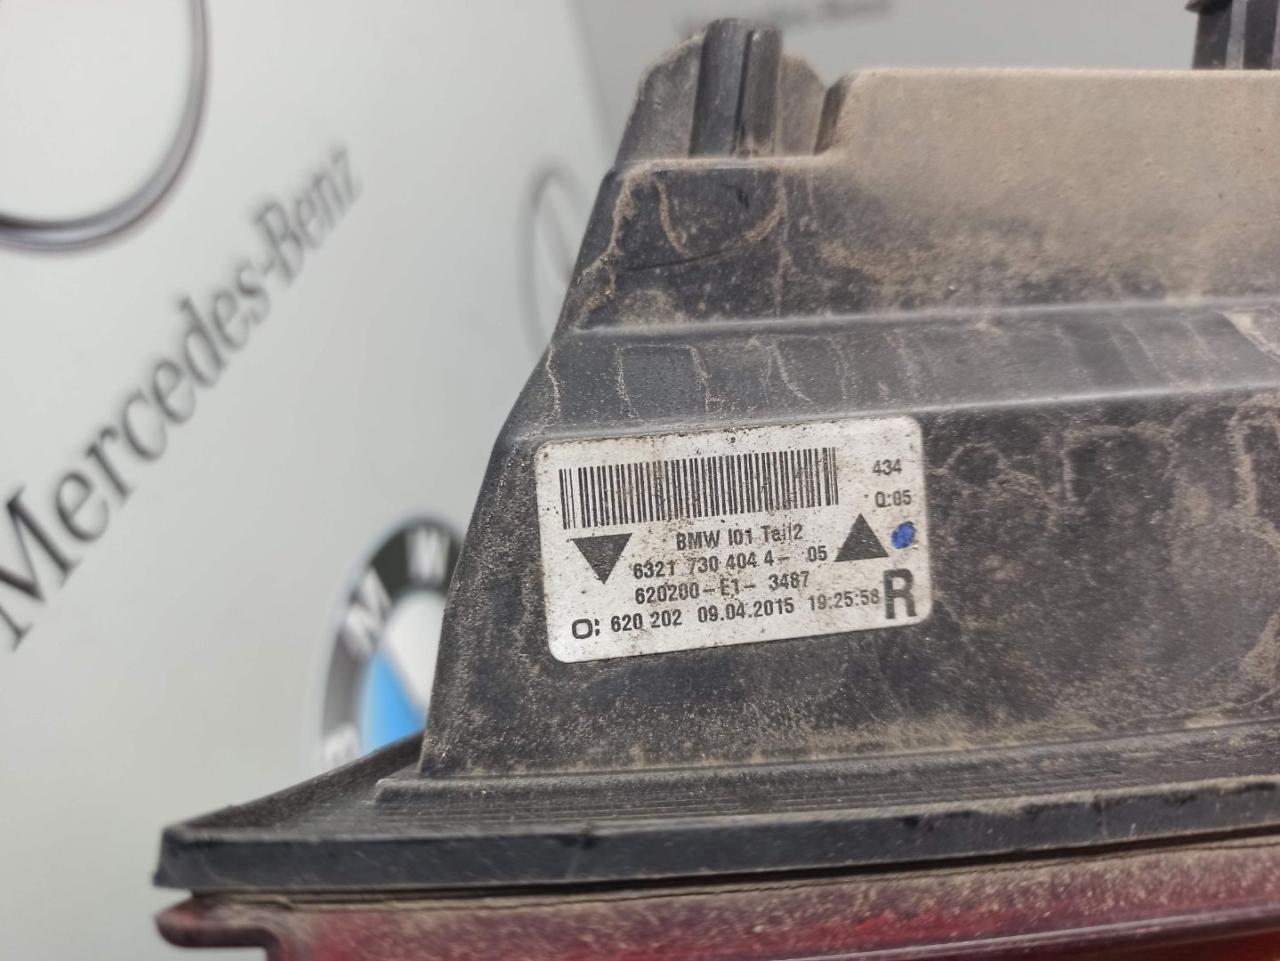 Mercedes-Benz
434
Q:05
BMW I01 Teil2
6321 730 404 4- 05
620200-E1- 3487
O; 620 202 09.04.2015 19:25:58 R